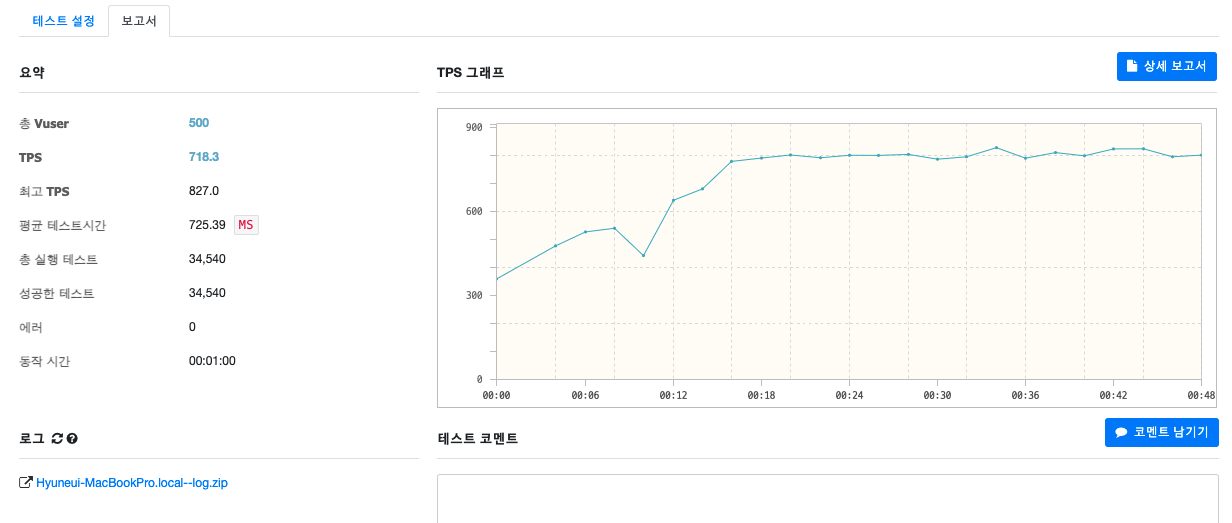 테스트 설정
보고서
요약
총 Vuser 500
TPS 718.3
최고 TPS 827.0
평균 테스트시간 725.39 MS
총 실행 테스트 34,540
성공한 테스트 34,540
에러 0
동작 시간 00:01:00
TPS 그래프
상세 보고서
900
600
300
0
00:00 00:06 00:12 00:18 00:24 00:30 00:36 00:42 00:48
로그
Hyuneui-MacBookPro.local--log.zip
테스트 코멘트
코멘트 남기기